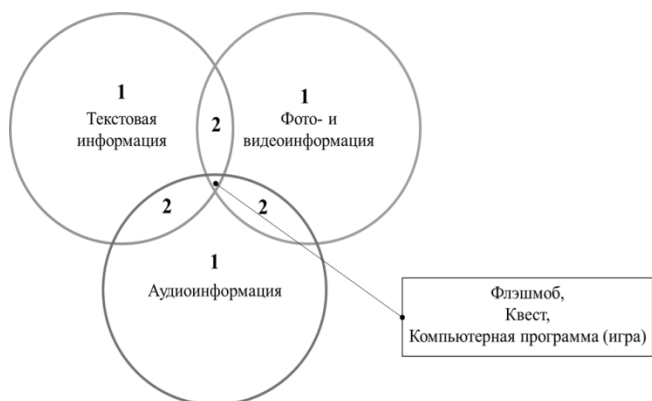 1
Текстовая
информация
2
1
Фото- и
видеоинформация
2
2
1
Аудиоинформация
Флэшмоб,
Квест,
Компьютерная программа (игра)